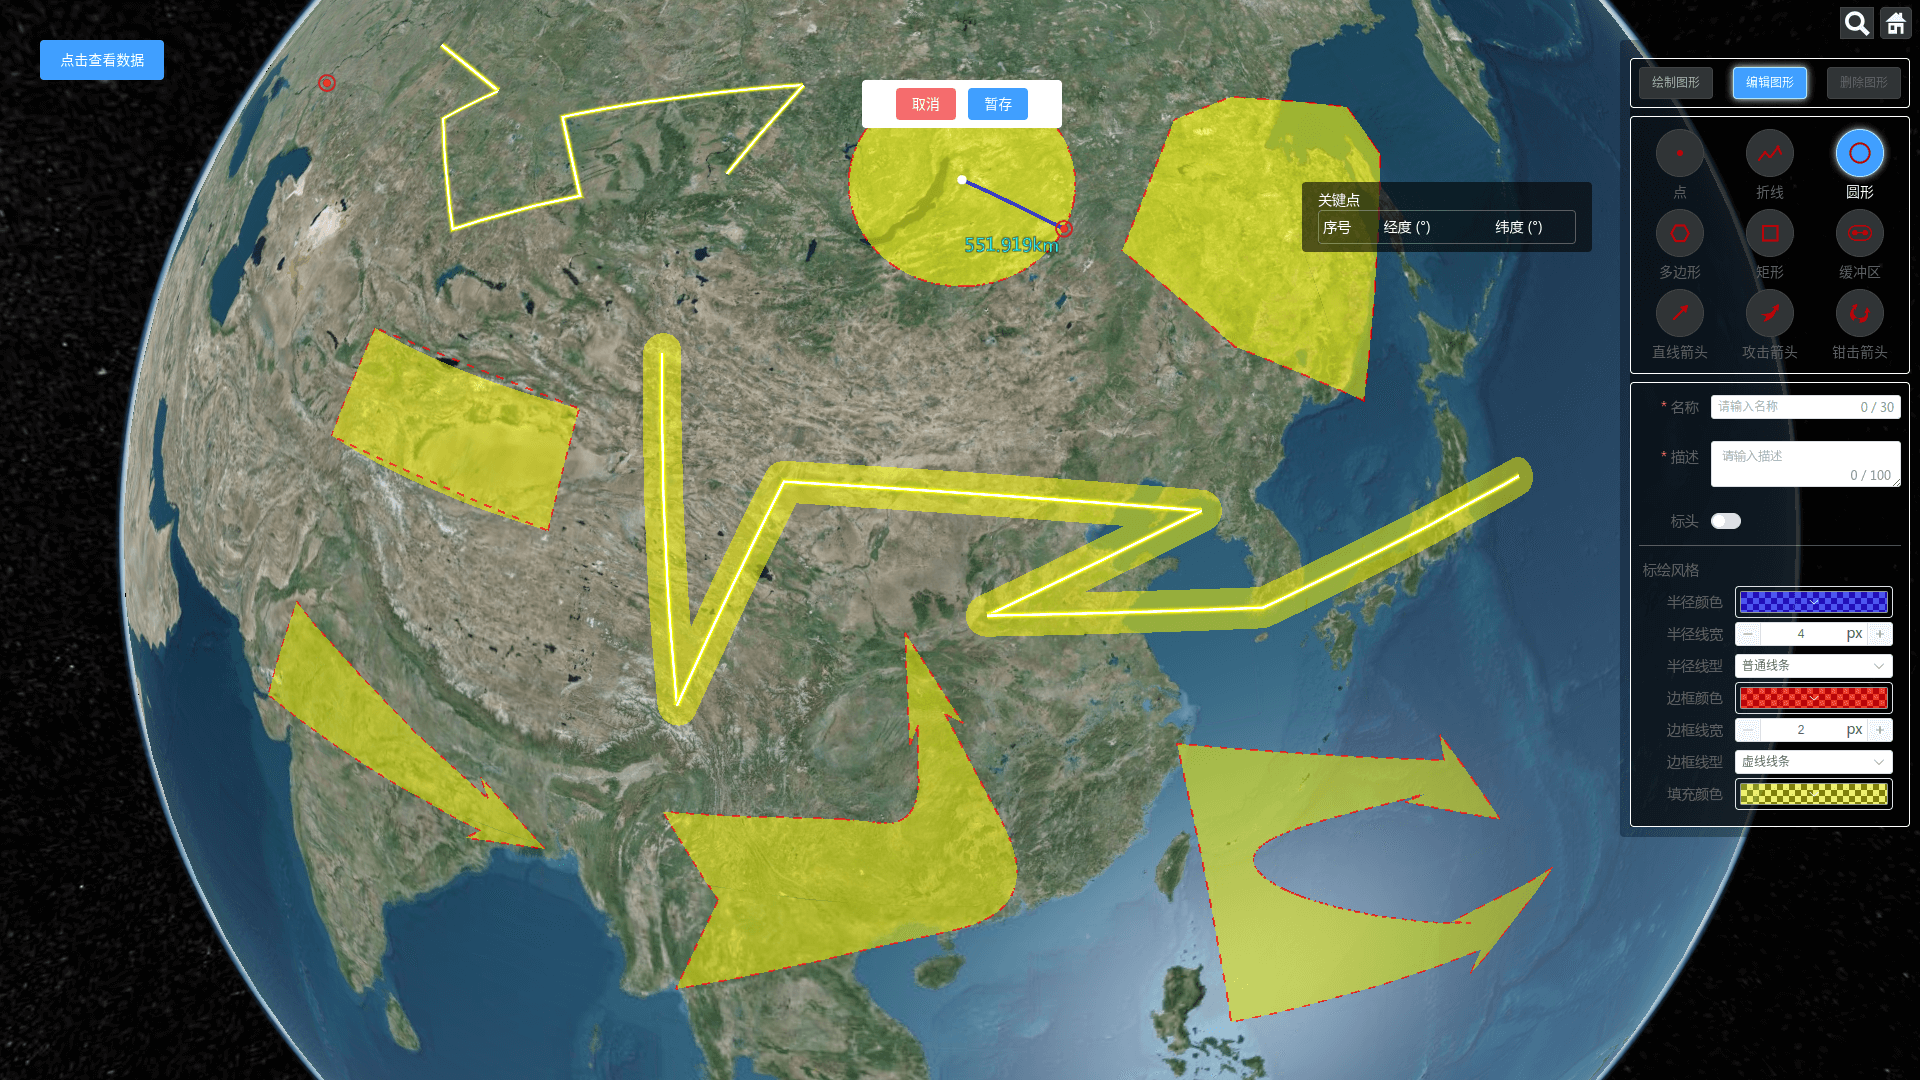 点击查看数据
取消 暂存
551.919km
关键点
序号 经度 (°) 纬度 (°)
绘制图形 编辑图形 删除图形
点 折线 圆形
多边形 矩形 缓冲区
直线箭头 攻击箭头 钳击箭头
* 名称 请输入名称 0 / 30
* 描述 请输入描述 0 / 100
标头
标绘风格
半径颜色
半径线宽 4 px
半径线型 普通线条
边框颜色
边框线宽 2 px
边框线型 虚线线条
填充颜色